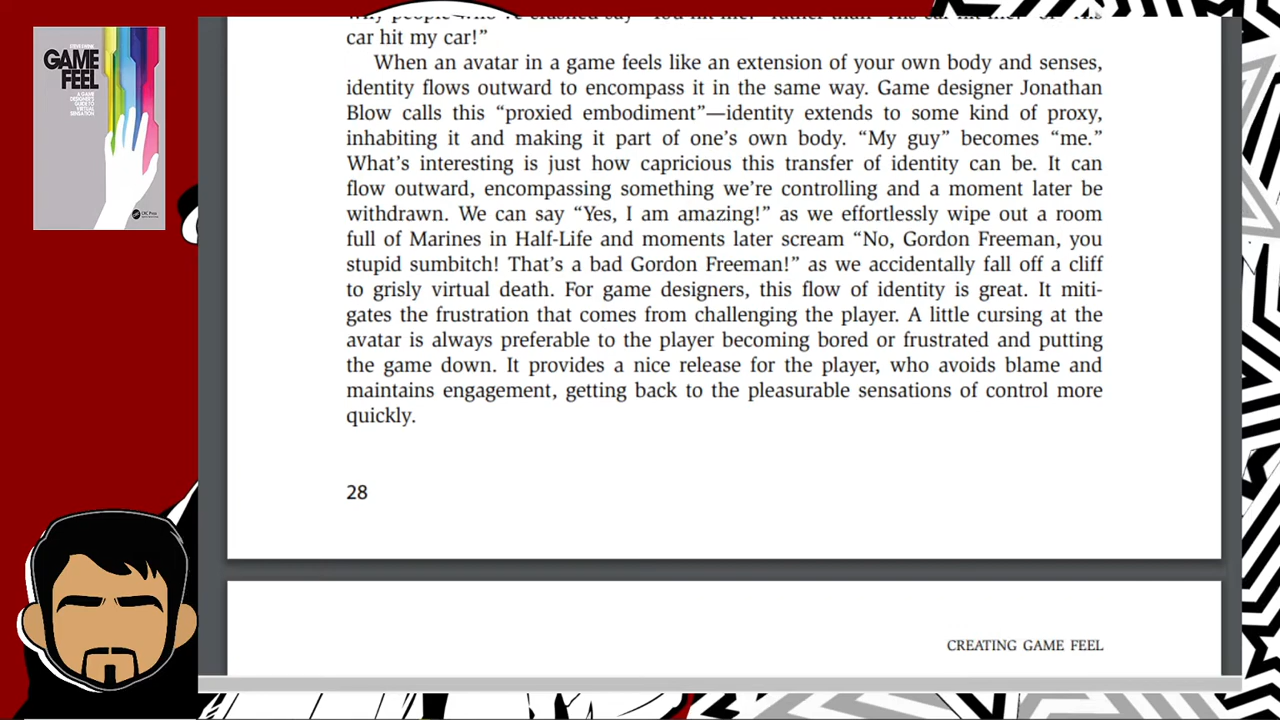 STEVE SWINK
GAME
FEEL
A GAME
DESIGNER'S
GUIDE TO
VIRTUAL
SENSATION
CRC Press
car hit my car!”
When an avatar in a game feels like an extension of your own body and senses,
identity flows outward to encompass it in the same way. Game designer Jonathan
Blow calls this “proxied embodiment”—identity extends to some kind of proxy,
inhabiting it and making it part of one’s own body. “My guy” becomes “me.”
What’s interesting is just how capricious this transfer of identity can be. It can
flow outward, encompassing something we’re controlling and a moment later be
withdrawn. We can say “Yes, I am amazing!” as we effortlessly wipe out a room
full of Marines in Half-Life and moments later scream “No, Gordon Freeman, you
stupid sumbitch! That’s a bad Gordon Freeman!” as we accidentally fall off a cliff
to grisly virtual death. For game designers, this flow of identity is great. It miti-
gates the frustration that comes from challenging the player. A little cursing at the
avatar is always preferable to the player becoming bored or frustrated and putting
the game down. It provides a nice release for the player, who avoids blame and
maintains engagement, getting back to the pleasurable sensations of control more
quickly.
28
CREATING GAME FEEL